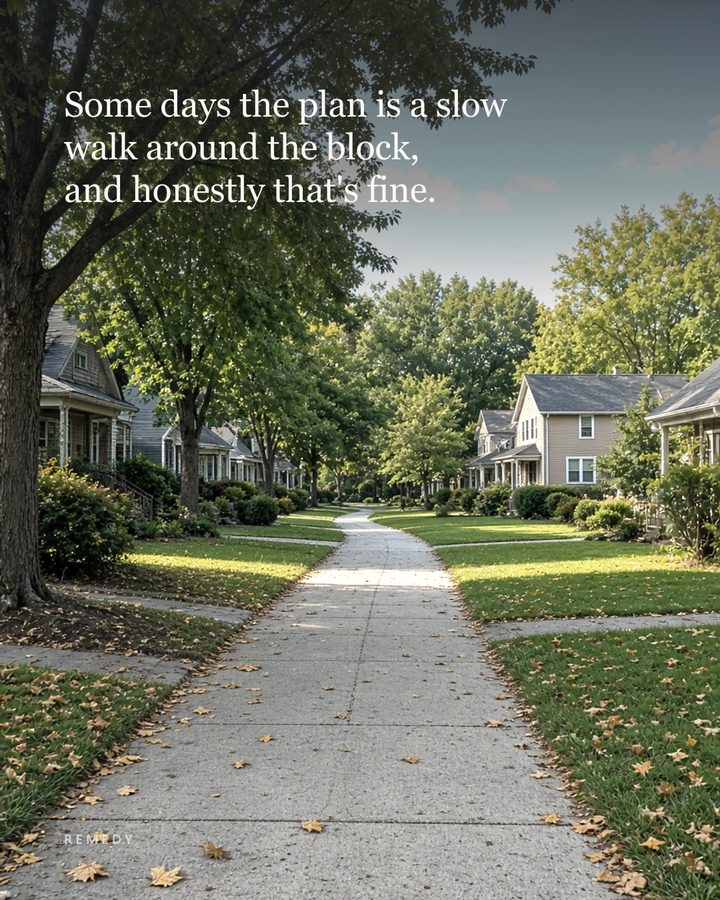 Some days the plan is a slow
walk around the block,
and honestly that's fine.
REMEDY